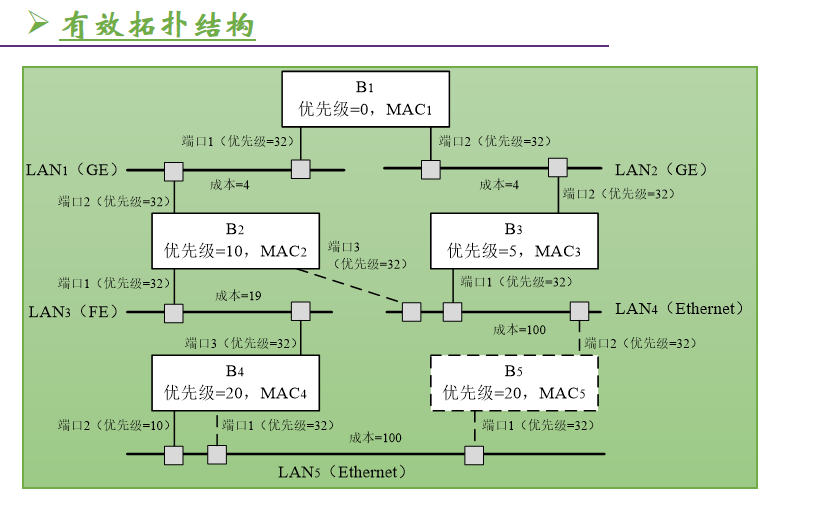 有效拓扑结构
B1
优先级=0，MAC1
端口1（优先级=32）
端口2（优先级=32）
LAN1（GE）
LAN2（GE）
成本=4
成本=4
端口2（优先级=32）
端口2（优先级=32）
B2
优先级=10，MAC2
B3
优先级=5，MAC3
端口3
（优先级=32）
端口1（优先级=32）
端口1（优先级=32）
成本=19
LAN3（FE）
LAN4（Ethernet）
成本=100
端口3（优先级=32）
端口2（优先级=32）
B4
优先级=20，MAC4
B5
优先级=20，MAC5
端口2（优先级=10）
端口1（优先级=32）
端口1（优先级=32）
成本=100
LAN5（Ethernet）